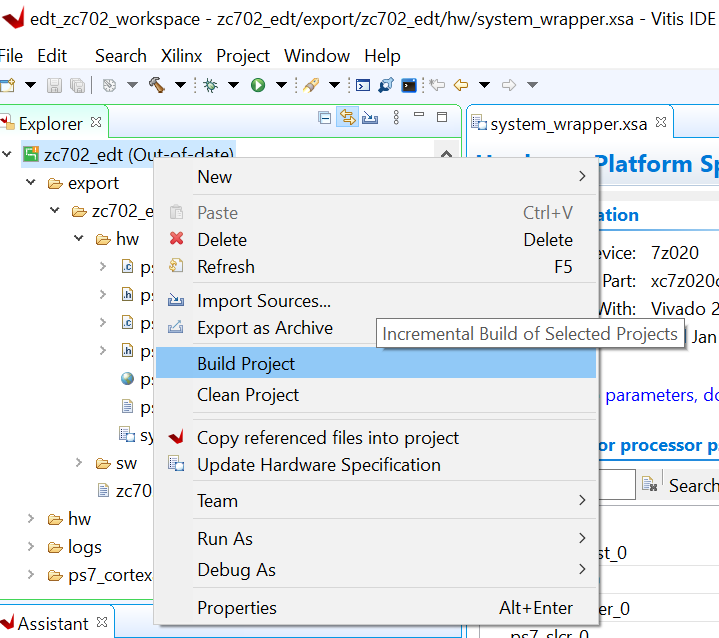 edt_zc702_workspace - zc702_edt/export/zc702_edt/hw/system_wrapper.xsa - Vitis IDE
File Edit Search Xilinx Project Window Help
Explorer
system_wrapper.xsa
zc702_edt (Out-of-date)
Platform Sp
export
zc702_e
hw
ps
ps
ps
ps
ps
ps
sy
sw
zc70
hw
logs
ps7_cortex
Assistant
New
Paste Ctrl+V
Delete Delete
Refresh F5
Import Sources...
Export as Archive
Incremental Build of Selected Projects
Build Project
Clean Project
Copy referenced files into project
Update Hardware Specification
Team
Run As
Debug As
Properties Alt+Enter
ation
evice: 7z020
Part: xc7z020c
With: Vivado 2
Jan
parameters, do
or processor p
Search
st_0
er_0
ps7_slcr_0